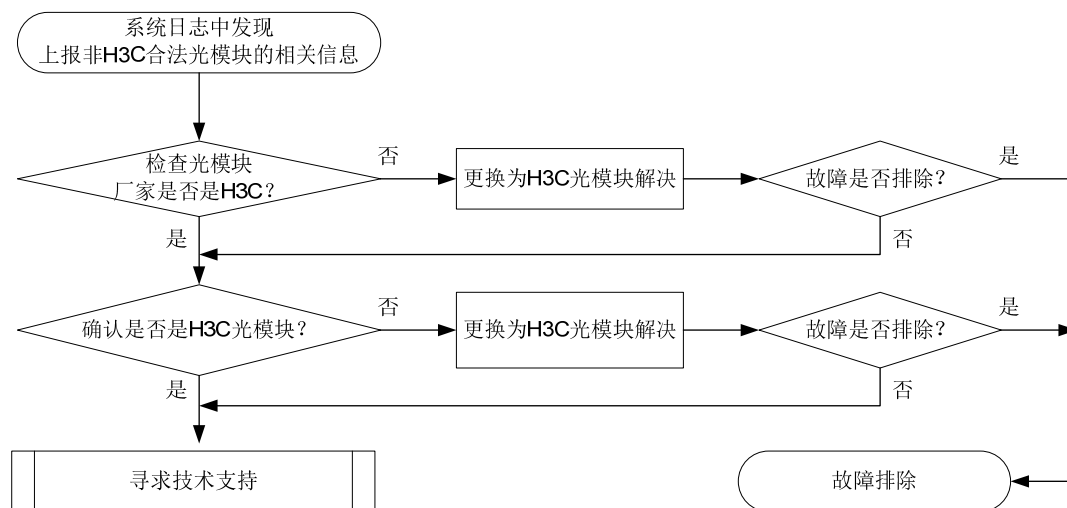 系统日志中发现
上报非H3C合法光模块的相关信息
检查光模块
厂家是否是H3C？
否
更换为H3C光模块解决
故障是否排除？
是
是
否
确认是否是H3C光模块？
否
更换为H3C光模块解决
故障是否排除？
是
是
否
寻求技术支持
故障排除